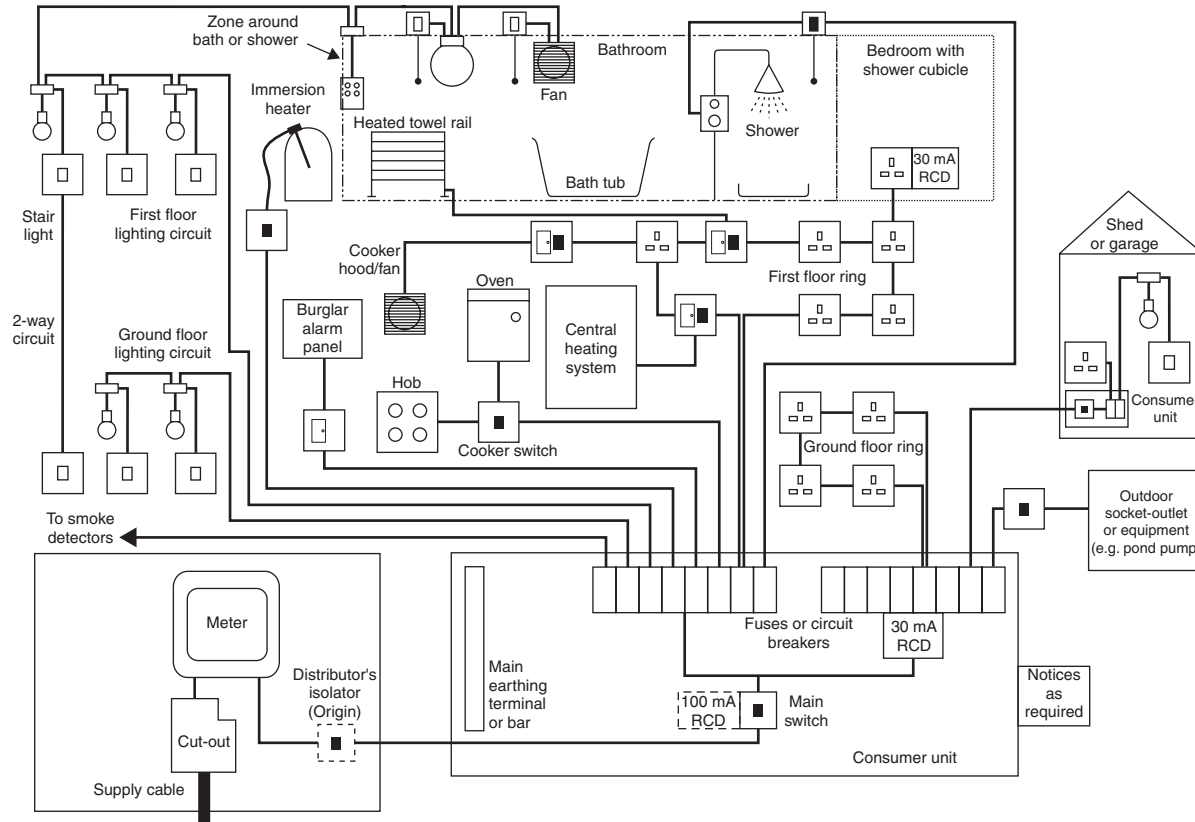 Zone around
bath or shower
Bathroom
Bedroom with
shower cubicle
Fan
Immersion
heater
Heated towel rail
Shower
Bath tub
30 mA
RCD
Stair
light
First floor
lighting circuit
Shed
or garage
Cooker
hood/fan
Oven
First floor ring
Burglar
alarm
panel
Central
heating
system
2-way
circuit
Ground floor
lighting circuit
Hob
Consumer
unit
Cooker switch
Ground floor ring
To smoke
detectors
Outdoor
socket-outlet
or equipment
(e.g. pond pump
Meter
Fuses or circuit
breakers
30 mA
RCD
Distributor's
isolator
(Origin)
Main
earthing
terminal
or bar
Notices
as
required
100 mA
RCD
Main
switch
Cut-out
Consumer unit
Supply cable